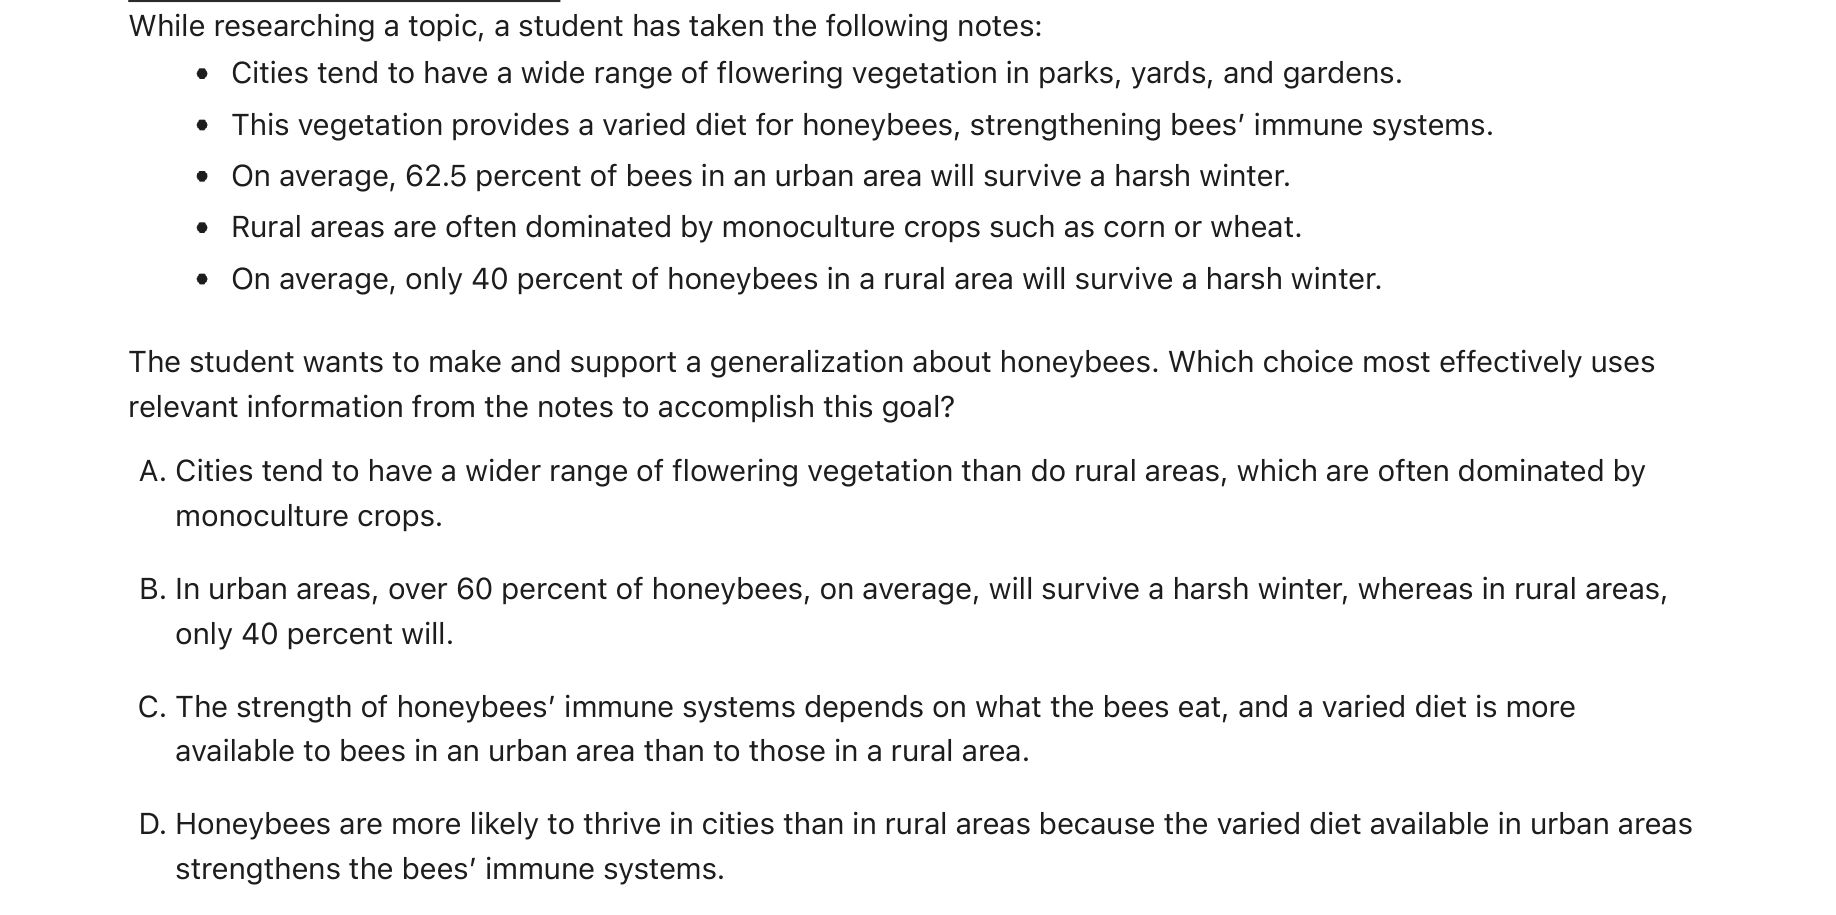 While researching a topic, a student has taken the following notes:
• Cities tend to have a wide range of flowering vegetation in parks, yards, and gardens.
• This vegetation provides a varied diet for honeybees, strengthening bees’ immune systems.
• On average, 62.5 percent of bees in an urban area will survive a harsh winter.
• Rural areas are often dominated by monoculture crops such as corn or wheat.
• On average, only 40 percent of honeybees in a rural area will survive a harsh winter.
The student wants to make and support a generalization about honeybees. Which choice most effectively uses
relevant information from the notes to accomplish this goal?
A. Cities tend to have a wider range of flowering vegetation than do rural areas, which are often dominated by
monoculture crops.
B. In urban areas, over 60 percent of honeybees, on average, will survive a harsh winter, whereas in rural areas,
only 40 percent will.
C. The strength of honeybees’ immune systems depends on what the bees eat, and a varied diet is more
available to bees in an urban area than to those in a rural area.
D. Honeybees are more likely to thrive in cities than in rural areas because the varied diet available in urban areas
strengthens the bees’ immune systems.